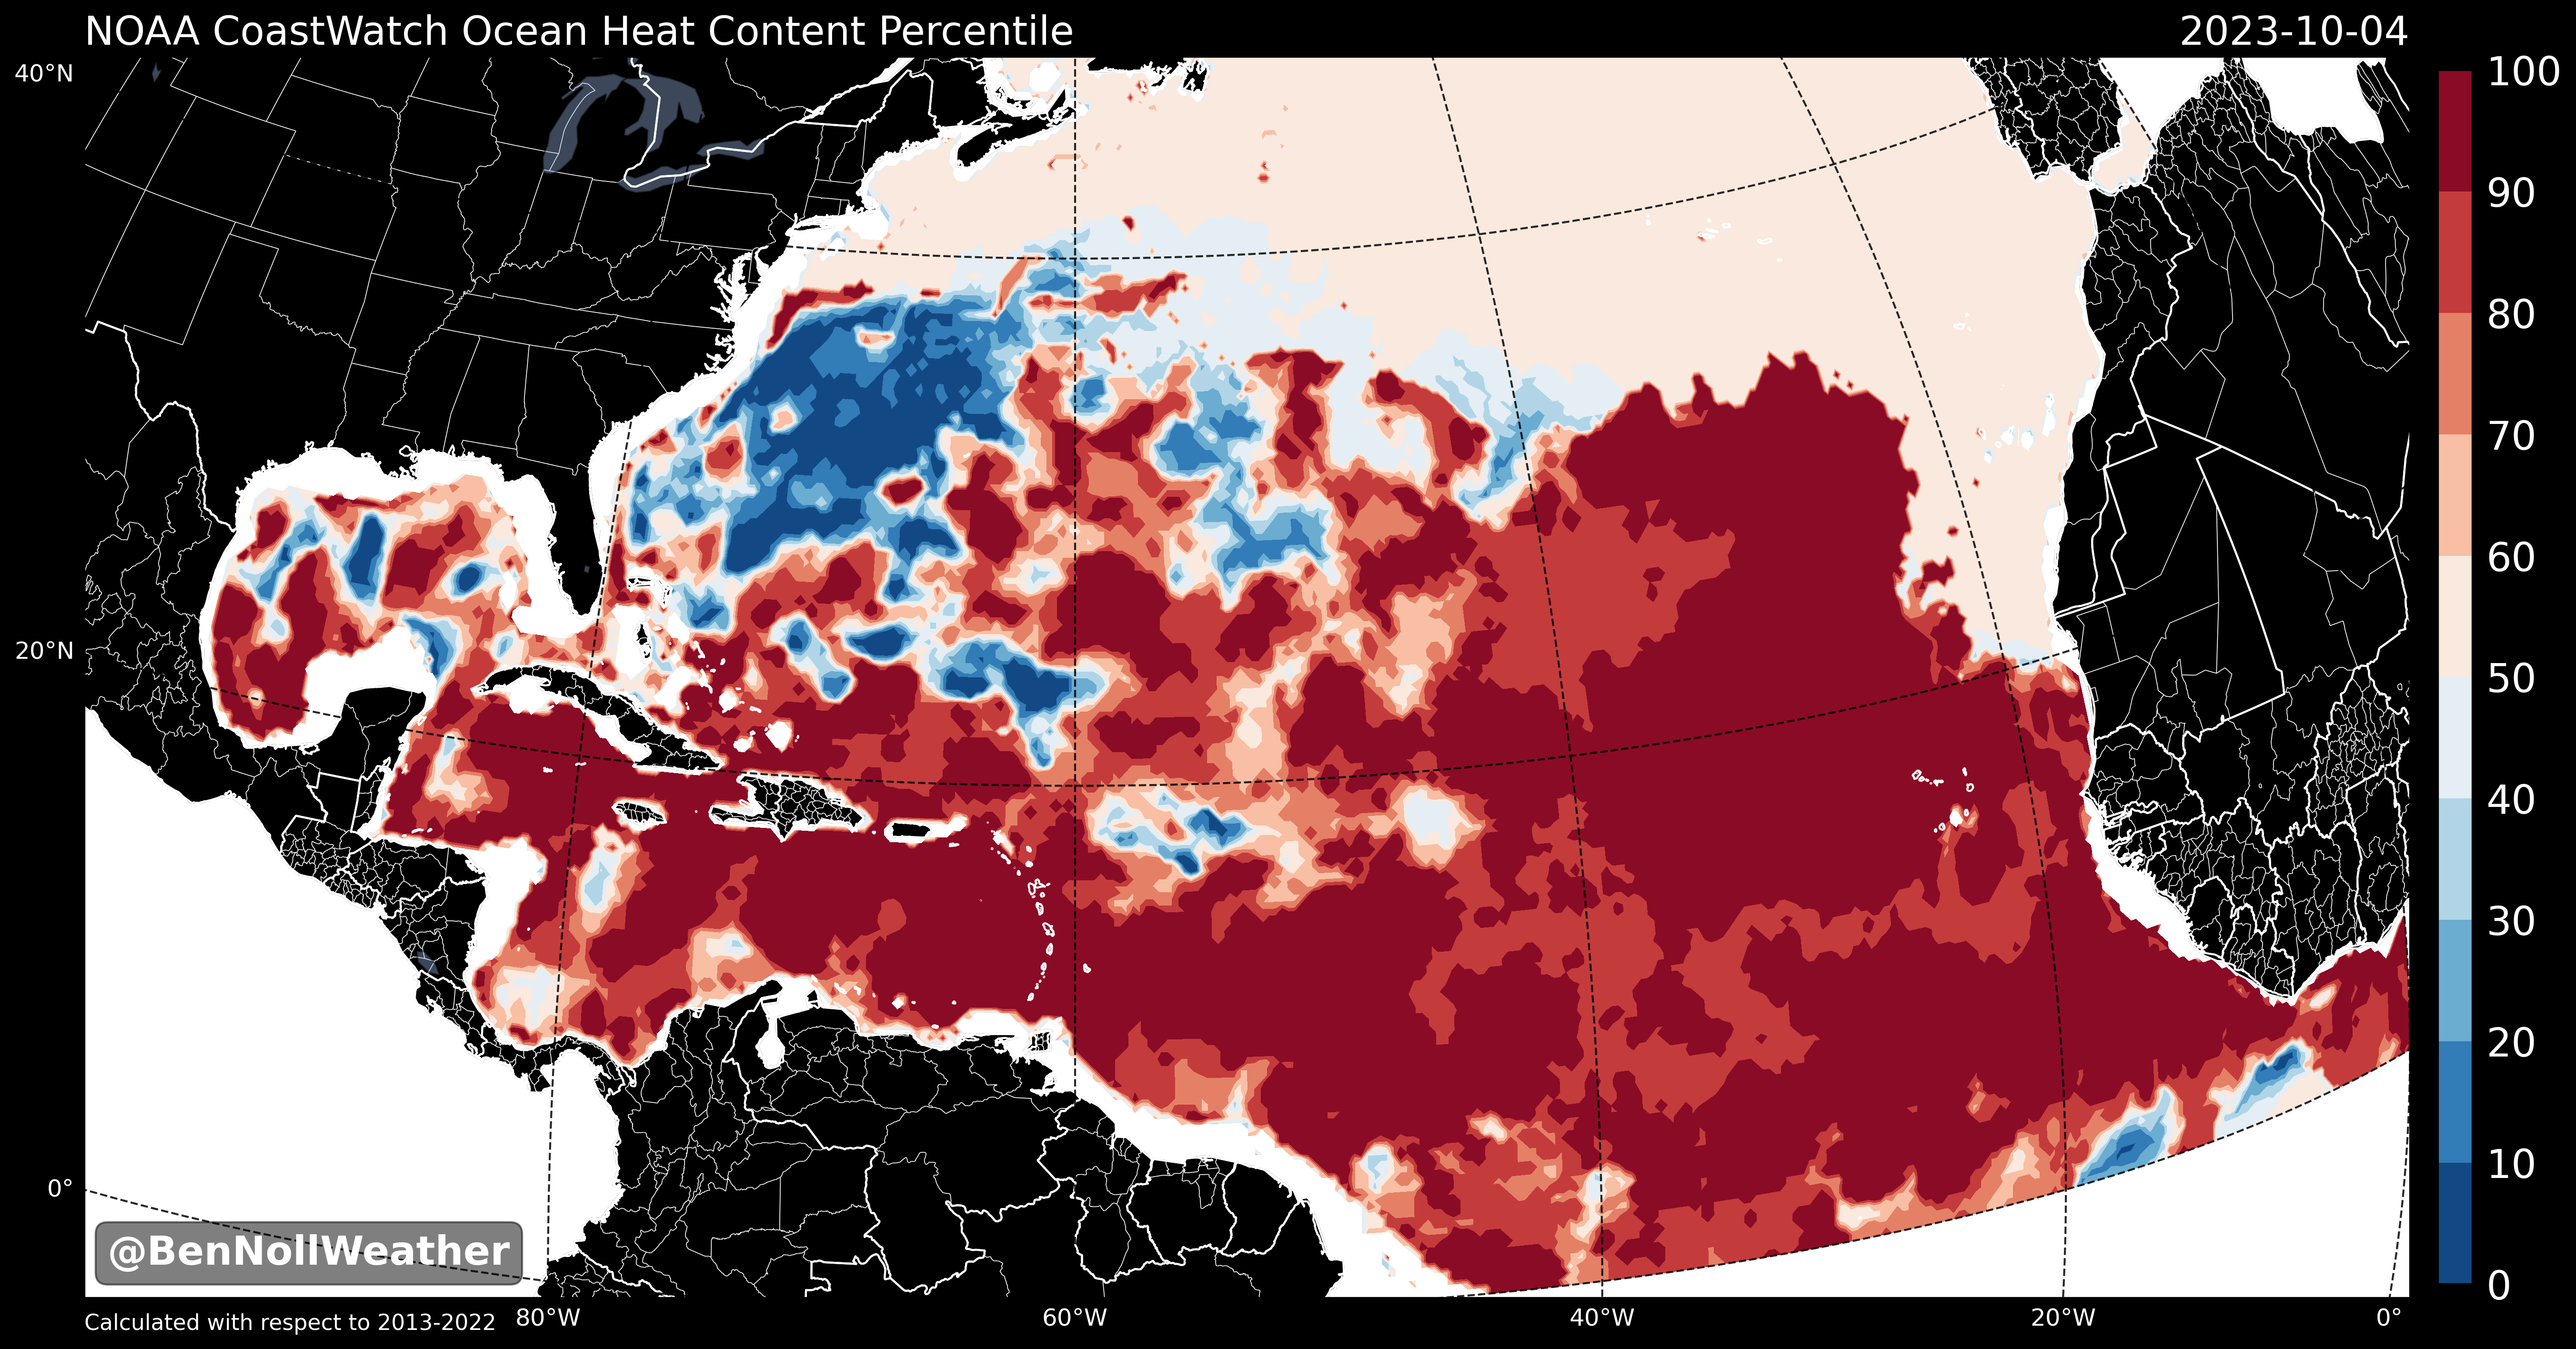 NOAA CoastWatch Ocean Heat Content Percentile
2023-10-04
40°N
20°N
0°
100
90
80
70
60
50
40
30
20
10
0
@BenNollWeather
Calculated with respect to 2013-2022
80°W
60°W
40°W
20°W
0°